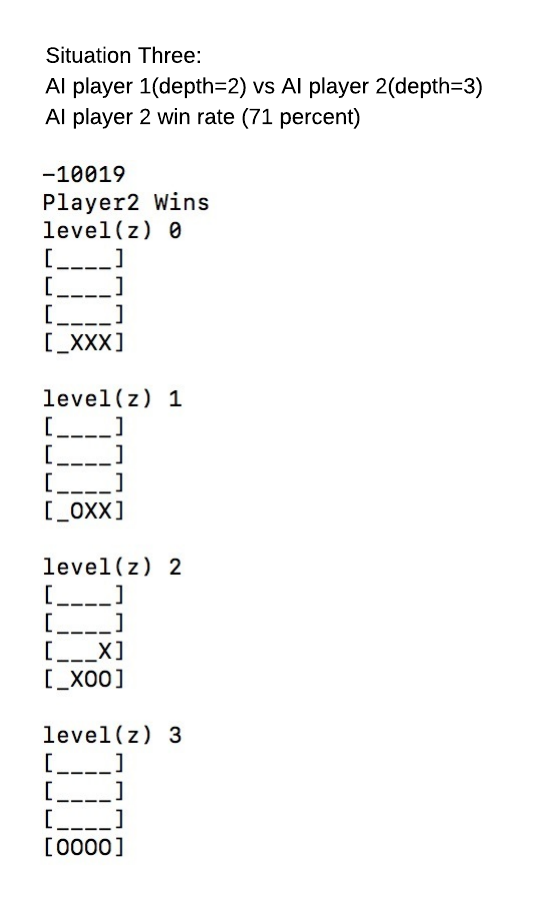 Situation Three:
AI player 1(depth=2) vs AI player 2(depth=3)
AI player 2 win rate (71 percent)
-10019
Player2 Wins
level(z) 0
[____]
[____]
[____]
[_XXX]
level(z) 1
[____]
[____]
[____]
[_OXX]
level(z) 2
[____]
[____]
[___X]
[_XOO]
level(z) 3
[____]
[____]
[____]
[OOOO]